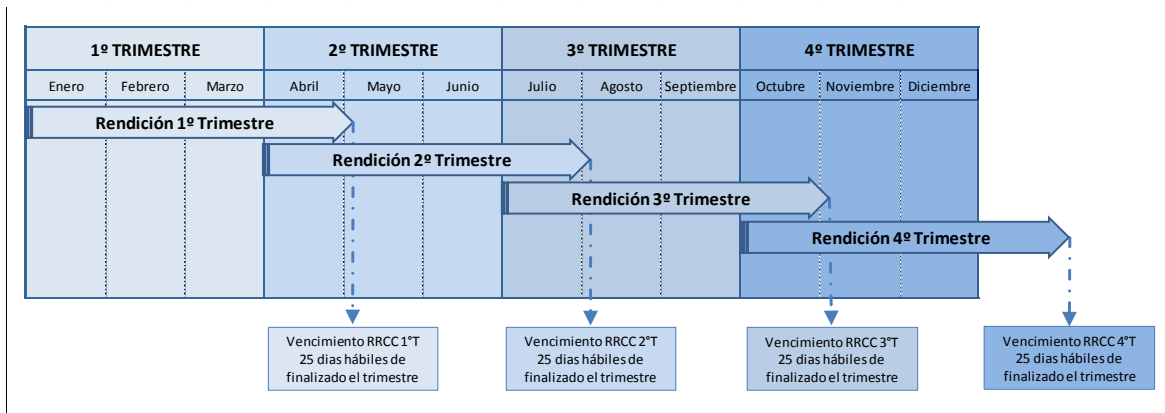 1º TRIMESTRE
2º TRIMESTRE
3º TRIMESTRE
4º TRIMESTRE
Enero
Febrero
Marzo
Abril
Mayo
Junio
Julio
Agosto
Septiembre
Octubre
Noviembre
Diciembre
Rendición 1º Trimestre
Rendición 2º Trimestre
Rendición 3º Trimestre
Rendición 4º Trimestre
Vencimiento RRCC 1°T
25 dias hábiles de
finalizado el trimestre
Vencimiento RRCC 2°T
25 dias hábiles de
finalizado el trimestre
Vencimiento RRCC 3°T
25 dias hábiles de
finalizado el trimestre
Vencimiento RRCC 4°T
25 dias hábiles de
finalizado el trimestre